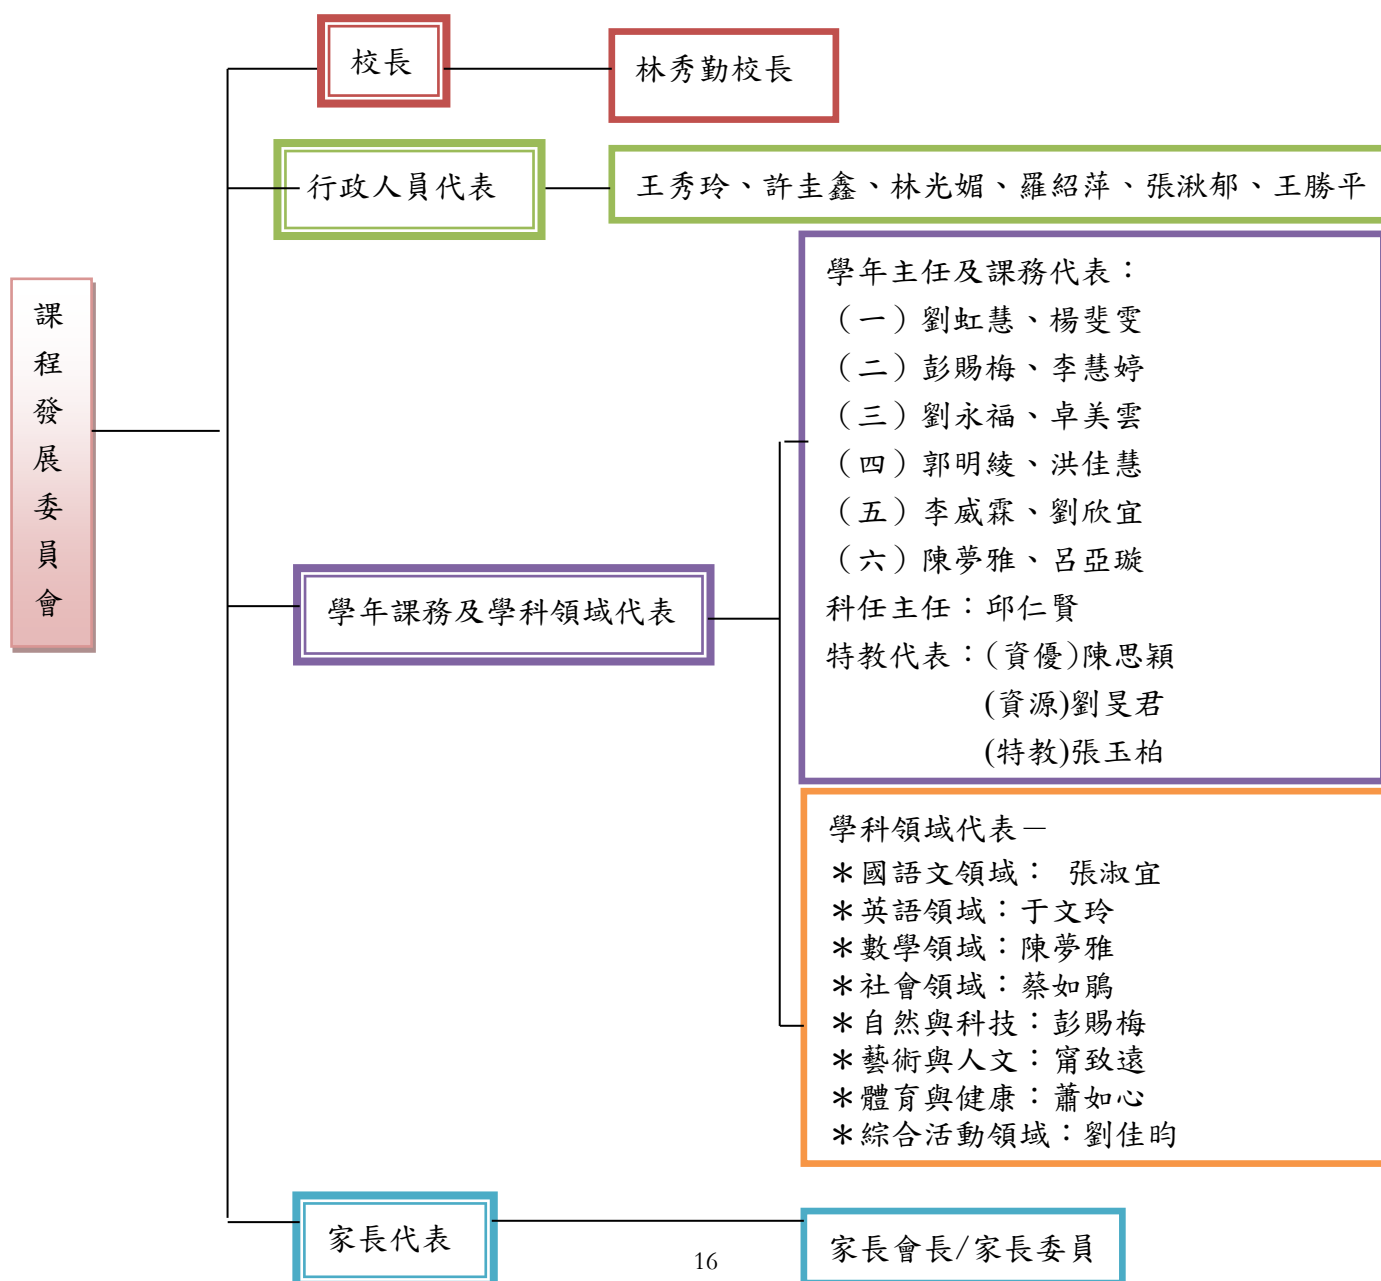 課程發展委員會
校長
林秀勤校長
行政人員代表
王秀玲、許圭鑫、林光媚、羅紹萍、張湫郁、王勝平
學年課務及學科領域代表
學年主任及課務代表：
（一）劉虹慧、楊斐雯
（二）彭賜梅、李慧婷
（三）劉永福、卓美雲
（四）郭明綾、洪佳慧
（五）李威霖、劉欣宜
（六）陳夢雅、呂亞璇
科任主任：邱仁賢
特教代表：(資優)陳思穎
(資源)劉旻君
(特教)張玉柏
學科領域代表－
＊國語文領域： 張淑宜
＊英語領域：于文玲
＊數學領域：陳夢雅
＊社會領域：蔡如鵑
＊自然與科技：彭賜梅
＊藝術與人文：甯致遠
＊體育與健康：蕭如心
＊綜合活動領域：劉佳昀
家長代表
家長會長/家長委員
16